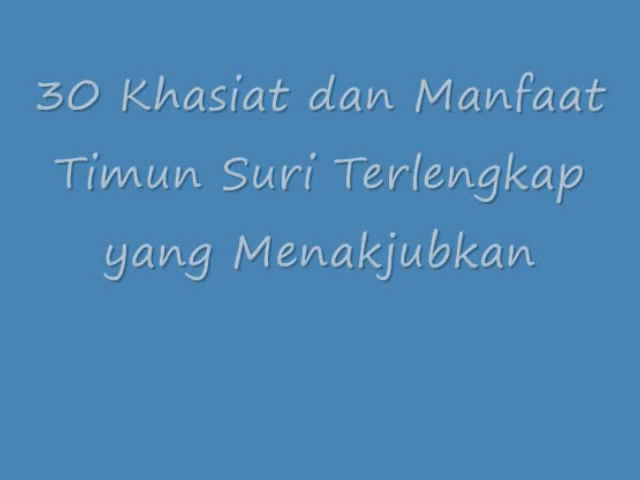 30 Khasiat dan Manfaat
Timun Suri Terlengkap
yang Menakjubkan